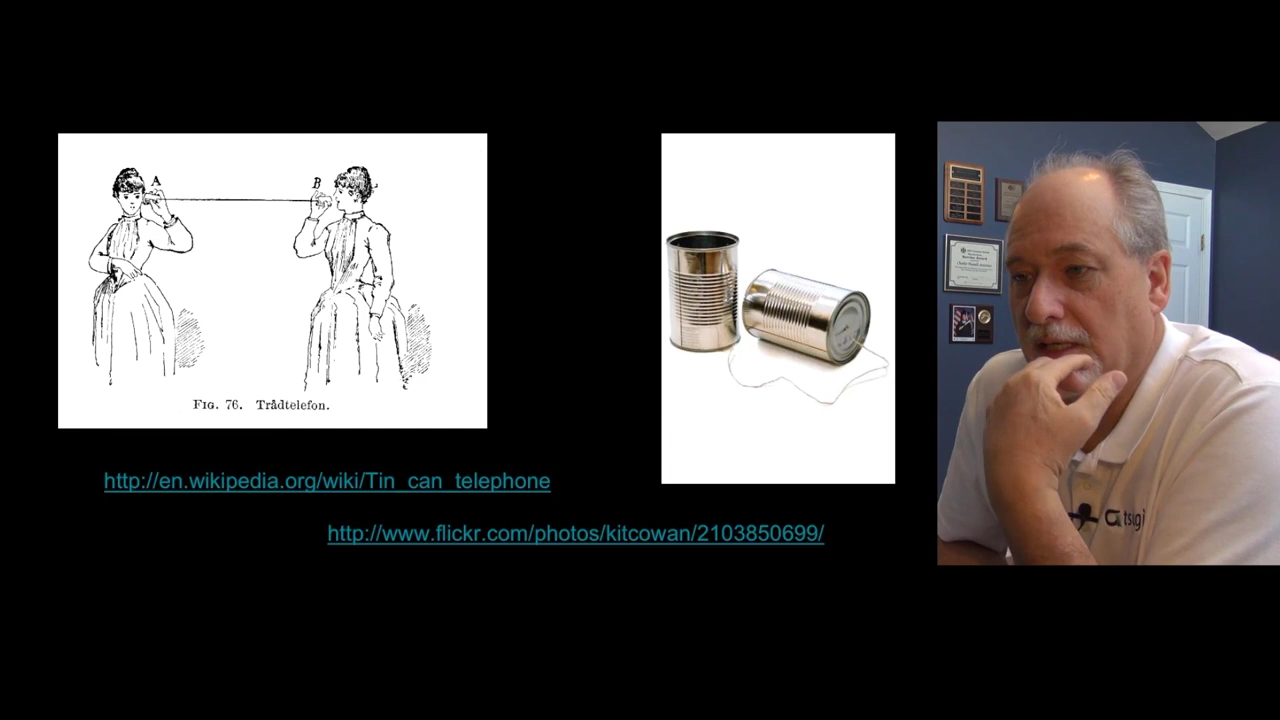 A
B
FIG. 76. Trådtelefon.
http://en.wikipedia.org/wiki/Tin_can_telephone
http://www.flickr.com/photos/kitcowan/2103850699/